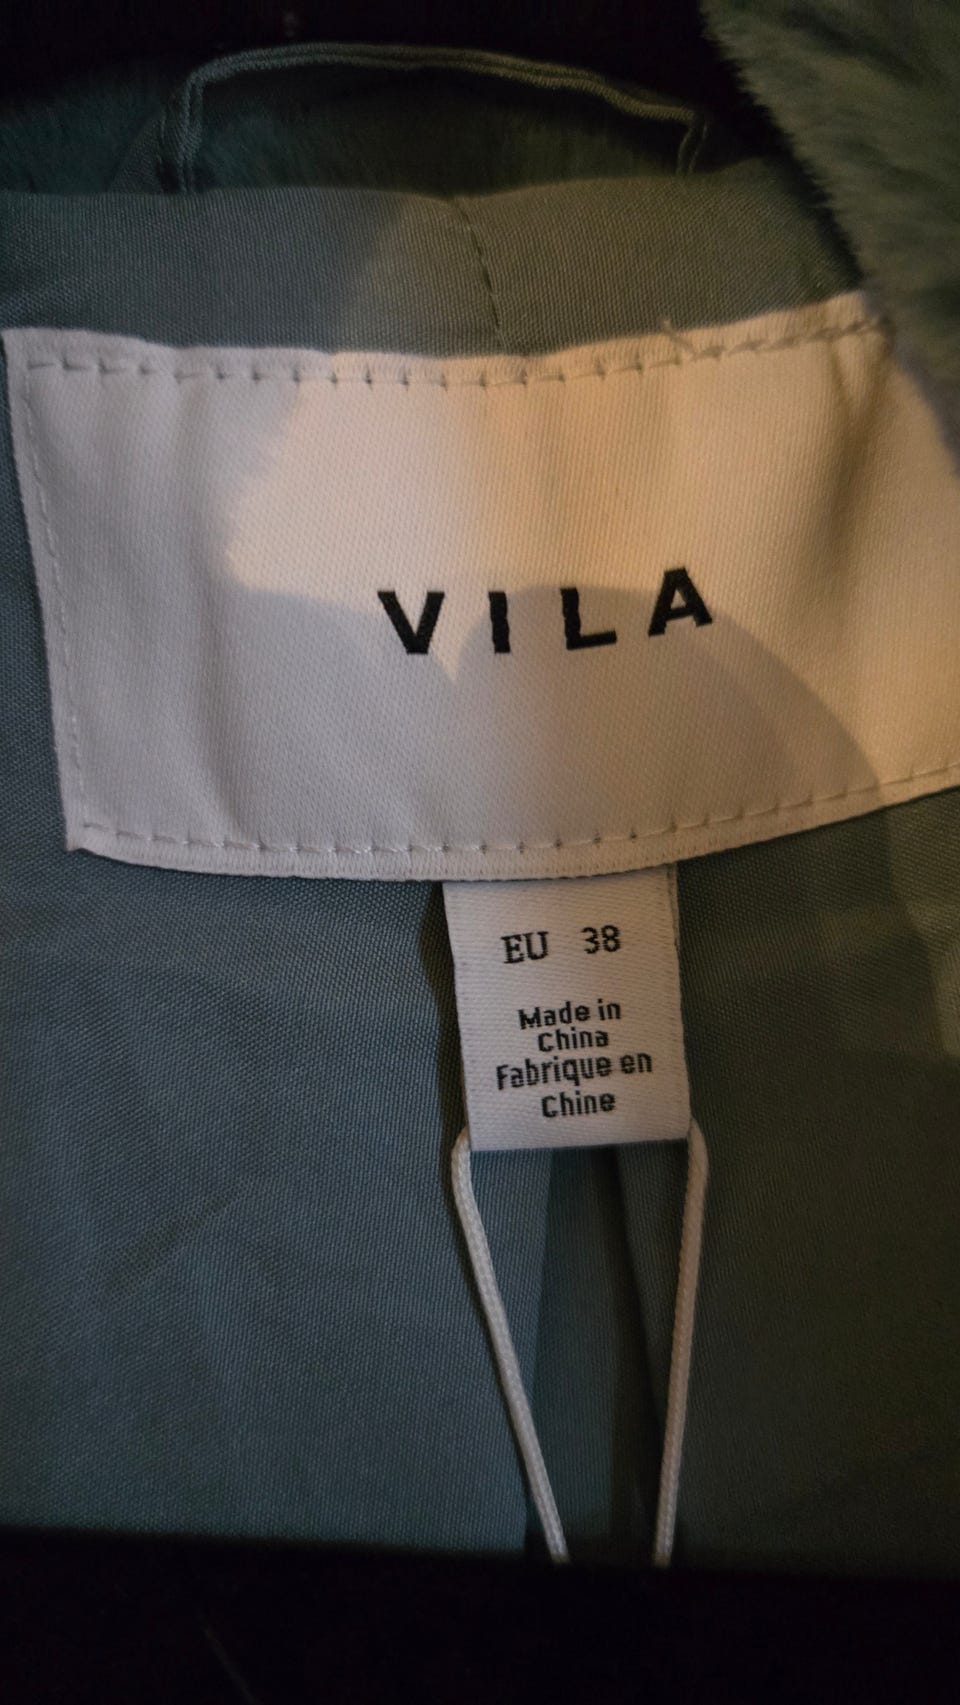 VILA
EU 38
Made in
China
Fabrique en
Chine